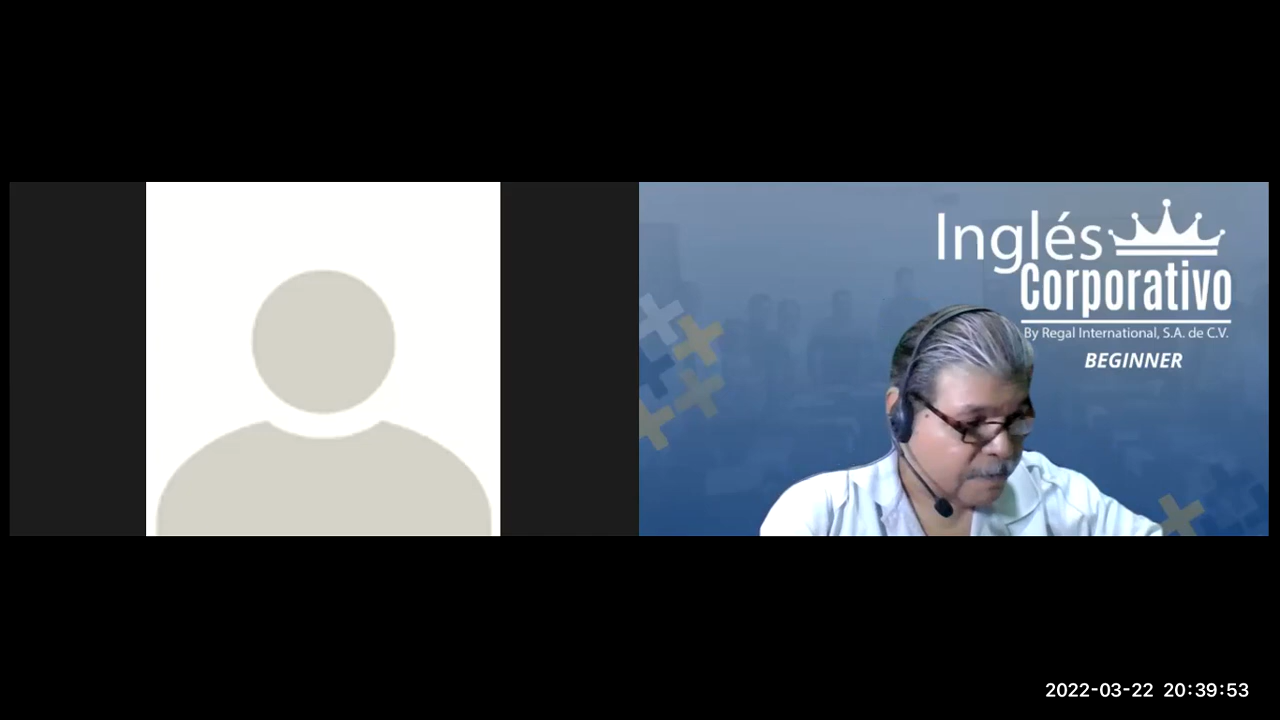 Inglés
Corporativo
By Regal International, S.A. de C.V.
BEGINNER
2022-03-22 20:39:53